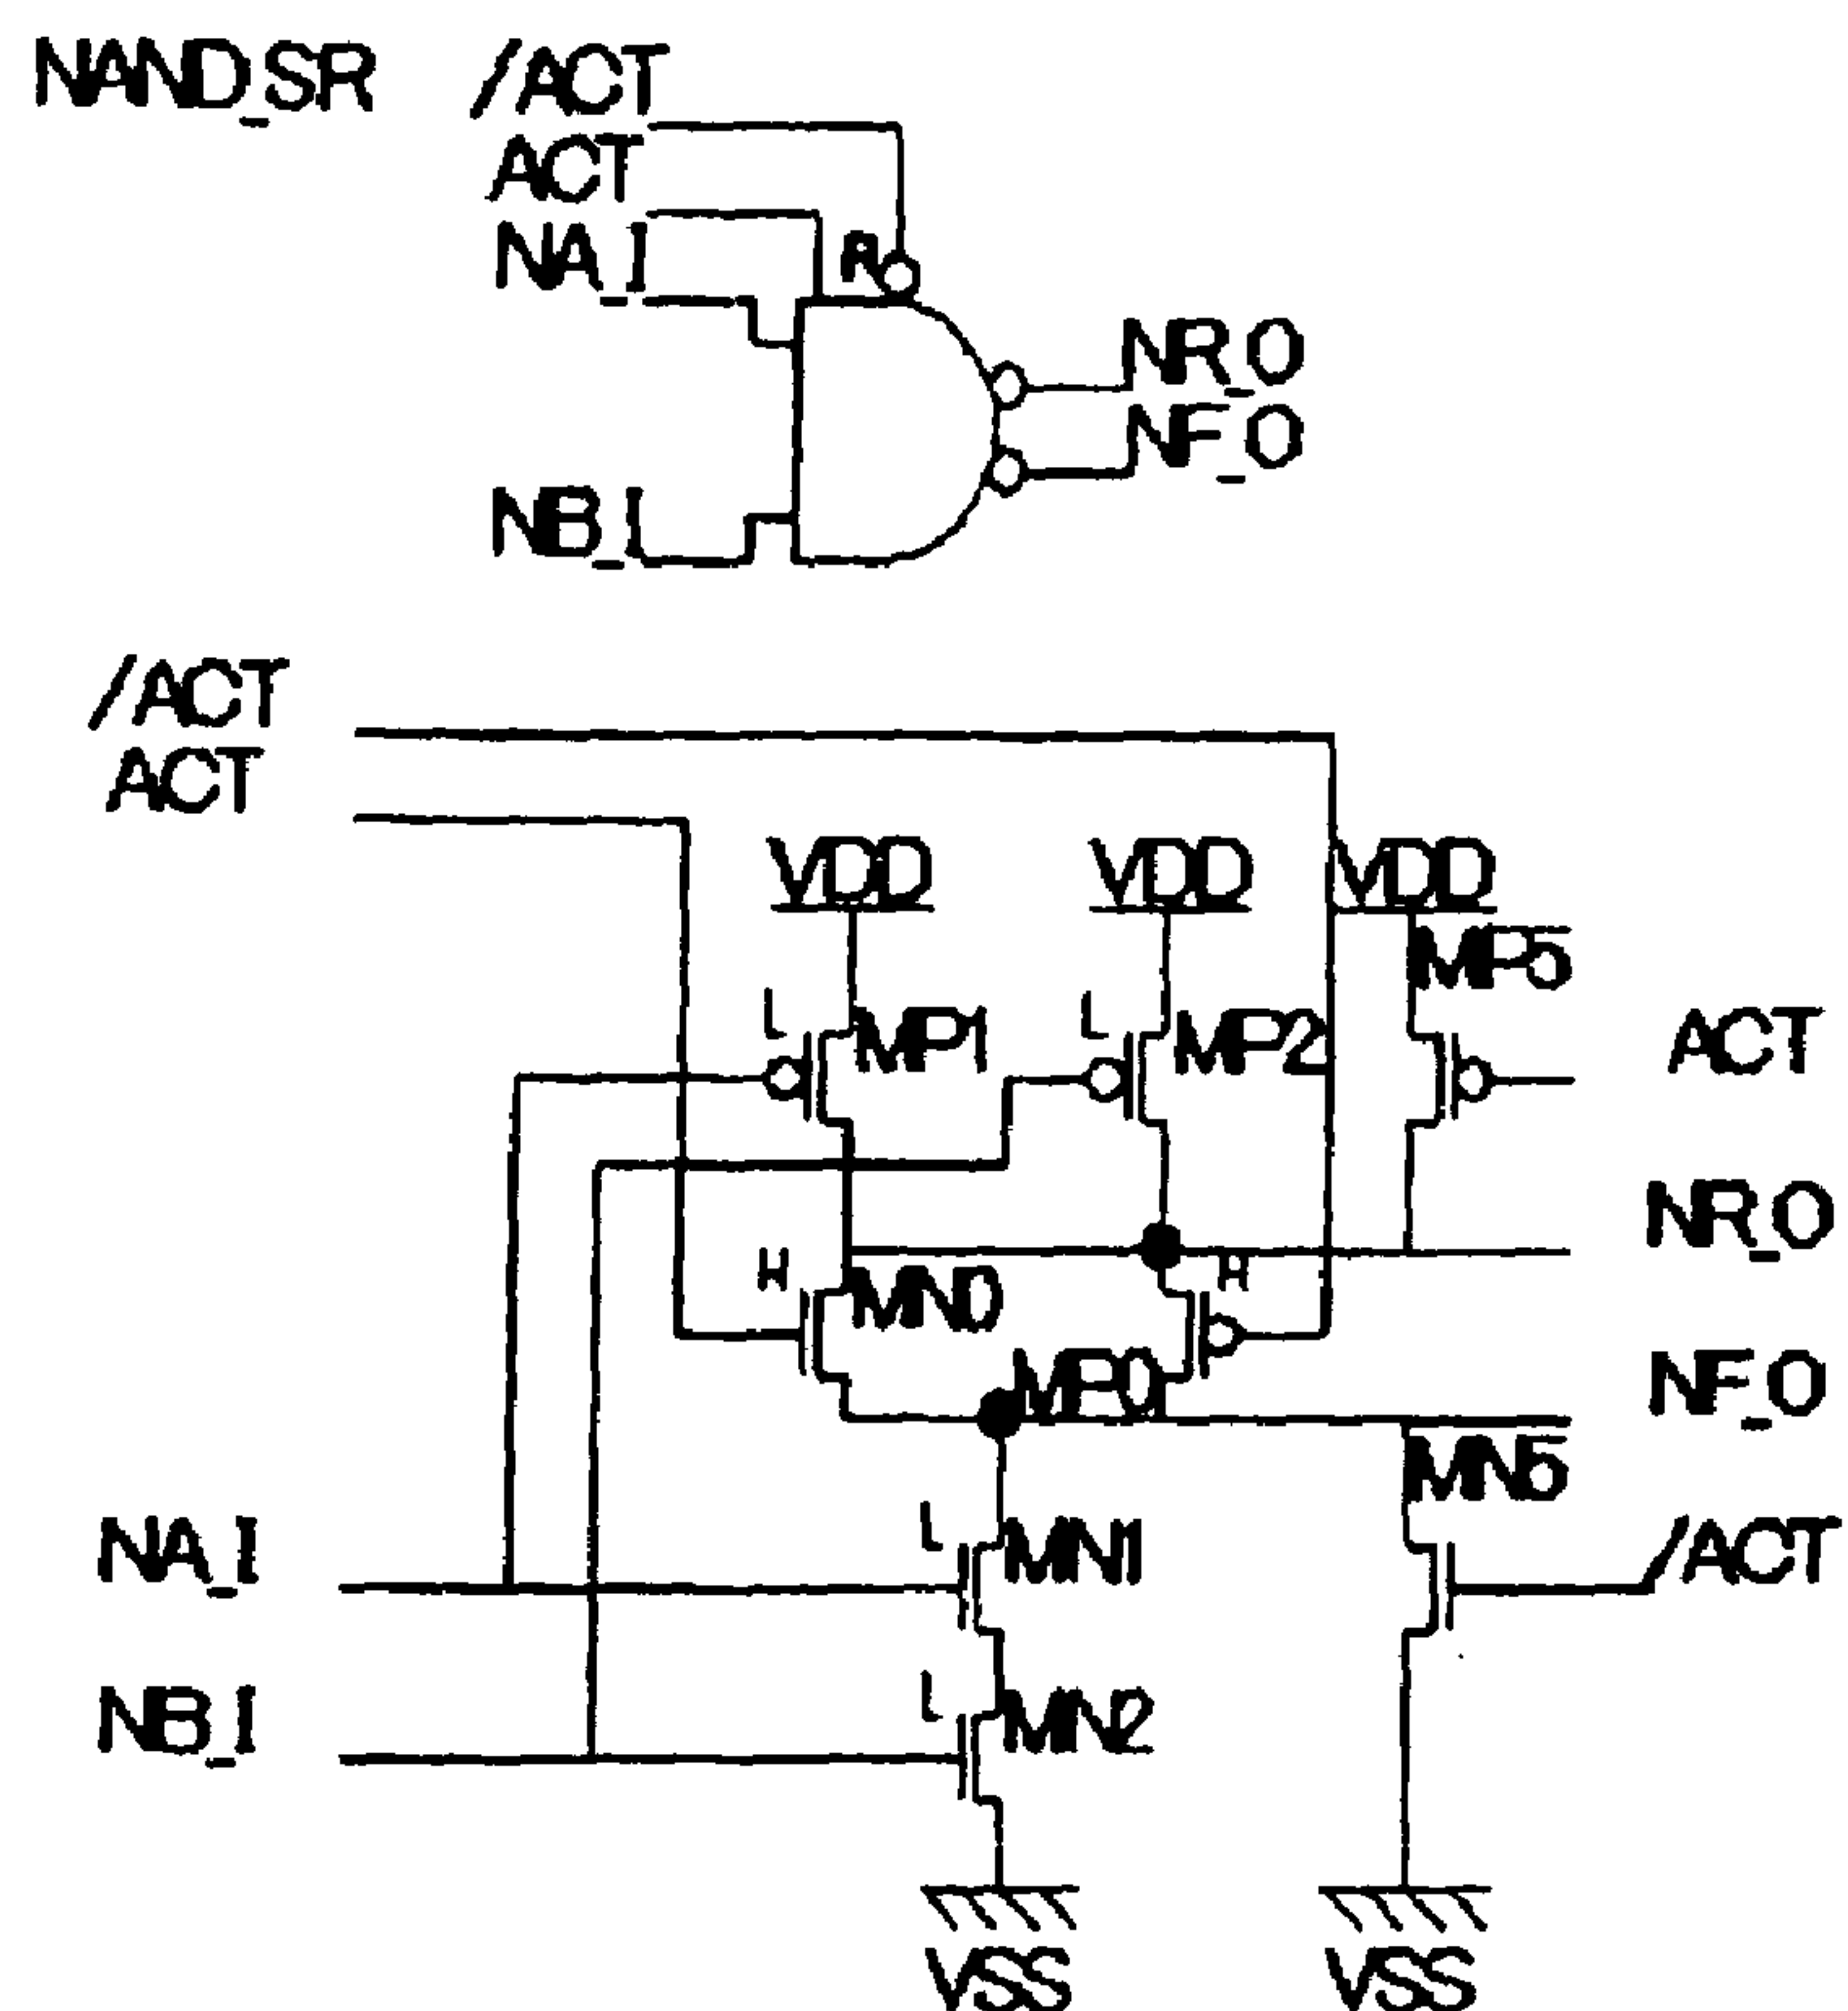 NAND_SR
/ACT
ACT
NA_I
R
NR_O
NF_O
NB_I
/ACT
ACT
VDD VDD VDD
MP5
L MP1 L MP2 ACT
NR_O
H MN0 H
MP0 NF_O
MN5
NA_I L MN1 /ACT
NB_I L MN2
VSS VSS